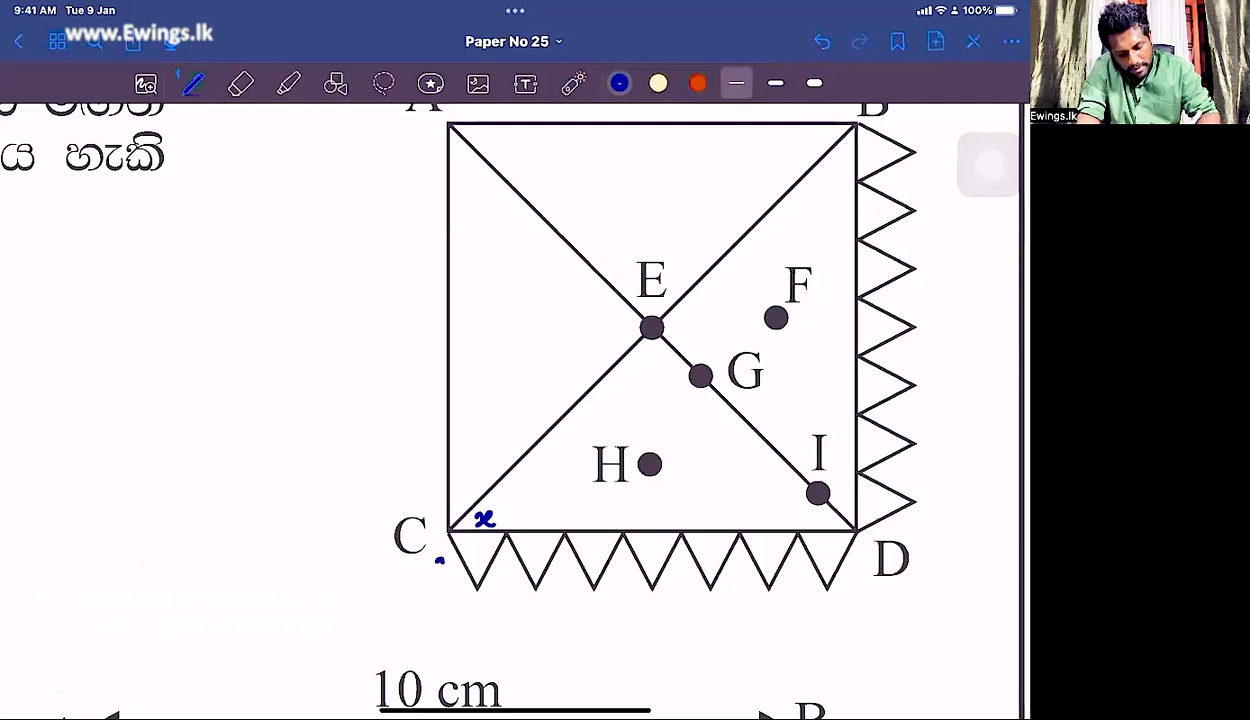 9:41 AM Tue 9 Jan
100%
www.Ewings.lk
Paper No 25
Ewings.lk
A
B
ය හැකි
E
F
G
H
I
C
x
D
10 cm
B